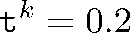 t^k = 0.2